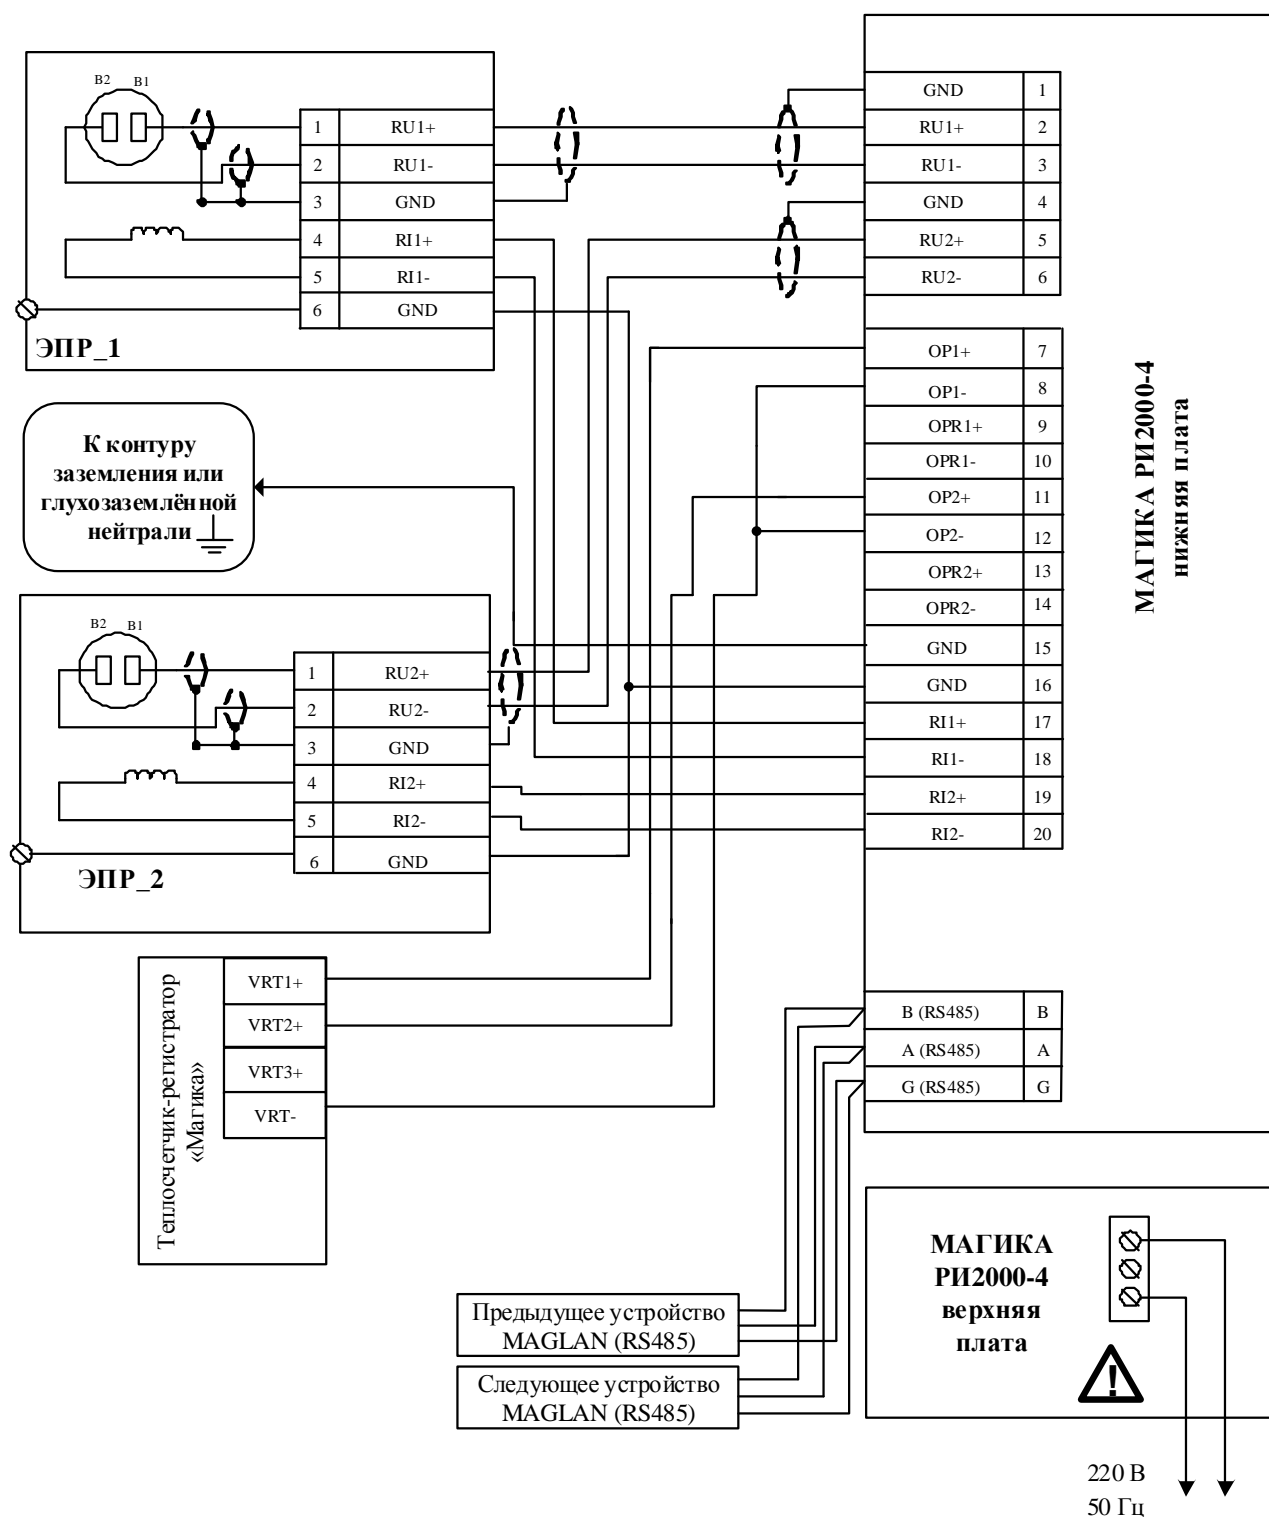 B2 B1
1 RU1+
2 RU1-
3 GND
4 RI1+
5 RI1-
6 GND
ЭПР_1
К контуру
заземления или
глухозаземлённой
нейтрали
B2 B1
1 RU2+
2 RU2-
3 GND
4 RI2+
5 RI2-
6 GND
ЭПР_2
Теплосчетчик-регистратор
«Магика»
VRT1+
VRT2+
VRT3+
VRT-
GND 1
RU1+ 2
RU1- 3
GND 4
RU2+ 5
RU2- 6
OP1+ 7
OP1- 8
OPR1+ 9
OPR1- 10
OP2+ 11
OP2- 12
OPR2+ 13
OPR2- 14
GND 15
GND 16
RI1+ 17
RI1- 18
RI2+ 19
RI2- 20
МАГИКА РИ2000-4
нижняя плата
B (RS485) B
A (RS485) A
G (RS485) G
Предыдущее устройство
MAGLAN (RS485)
Следующее устройство
MAGLAN (RS485)
МАГИКА
РИ2000-4
верхняя
плата
!
220 В
50 Гц